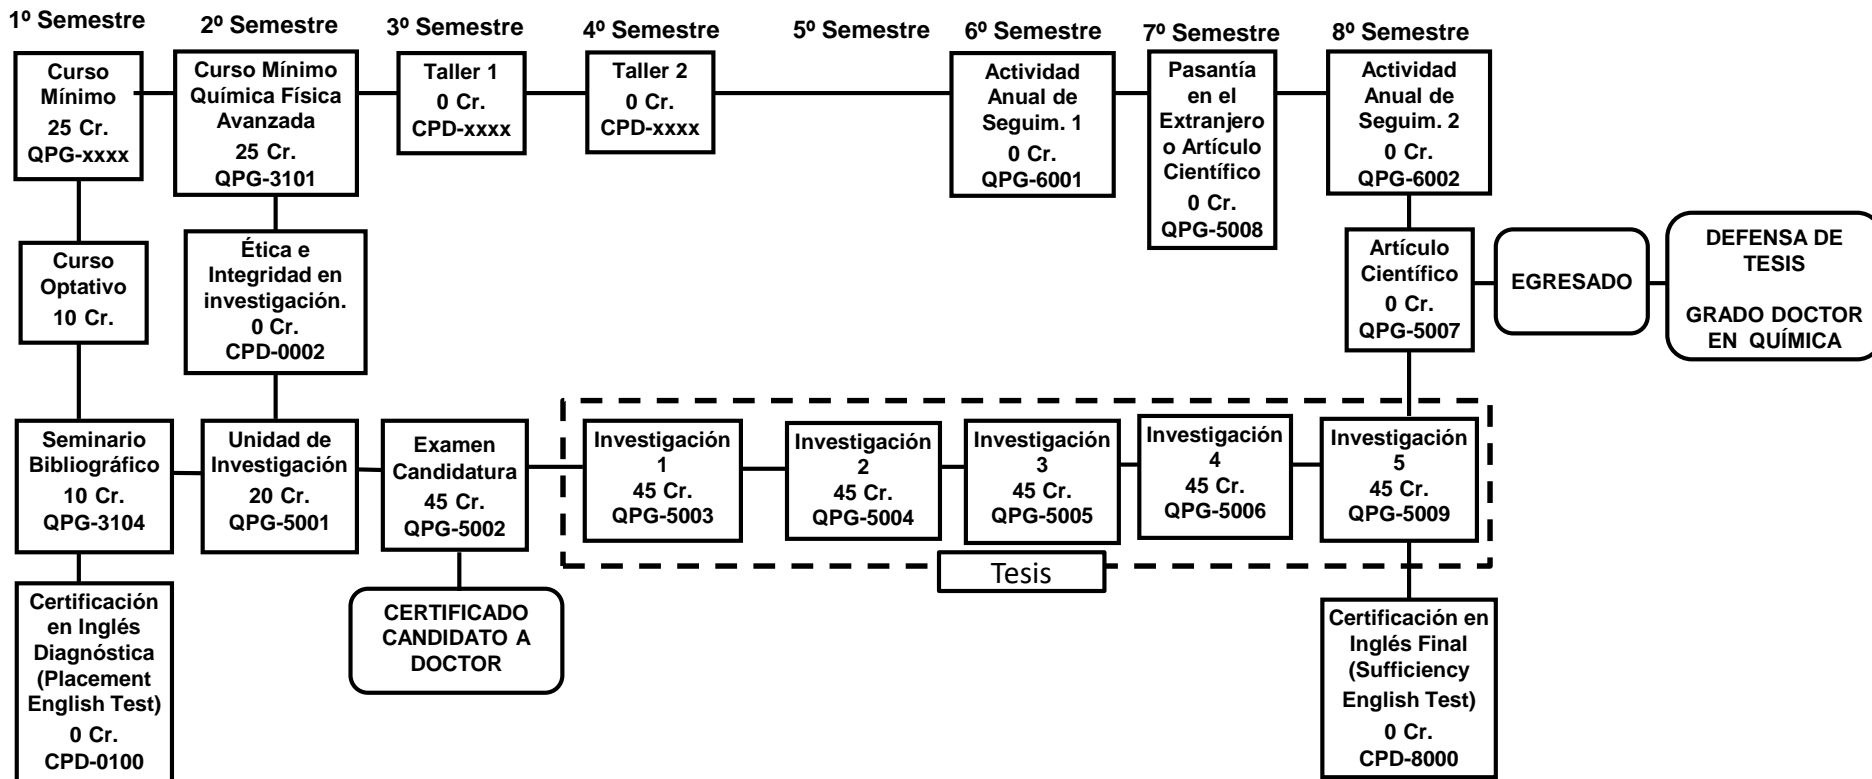 1º Semestre
2º Semestre
3º Semestre
4º Semestre
5º Semestre
6º Semestre
7º Semestre
8º Semestre
Curso
Mínimo
25 Cr.
QPG-xxxx
Curso Mínimo
Química Física
Avanzada
25 Cr.
QPG-3101
Taller 1
0 Cr.
CPD-xxxx
Taller 2
0 Cr.
CPD-xxxx
Actividad
Anual de
Seguim. 1
0 Cr.
QPG-6001
Pasantía
en el
Extranjero
o Artículo
Científico
0 Cr.
QPG-5008
Actividad
Anual de
Seguim. 2
0 Cr.
QPG-6002
Curso
Optativo
10 Cr.
Ética e
Integridad en
investigación.
0 Cr.
CPD-0002
Artículo
Científico
0 Cr.
QPG-5007
EGRESADO
DEFENSA DE
TESIS
GRADO DOCTOR
EN QUÍMICA
Seminario
Bibliográfico
10 Cr.
QPG-3104
Unidad de
Investigación
20 Cr.
QPG-5001
Examen
Candidatura
45 Cr.
QPG-5002
Investigación
1
45 Cr.
QPG-5003
Investigación
2
45 Cr.
QPG-5004
Investigación
3
45 Cr.
QPG-5005
Investigación
4
45 Cr.
QPG-5006
Investigación
5
45 Cr.
QPG-5009
Tesis
Certificación
en Inglés
Diagnóstica
(Placement
English Test)
0 Cr.
CPD-0100
CERTIFICADO
CANDIDATO A
DOCTOR
Certificación en
Inglés Final
(Sufficiency
English Test)
0 Cr.
CPD-8000